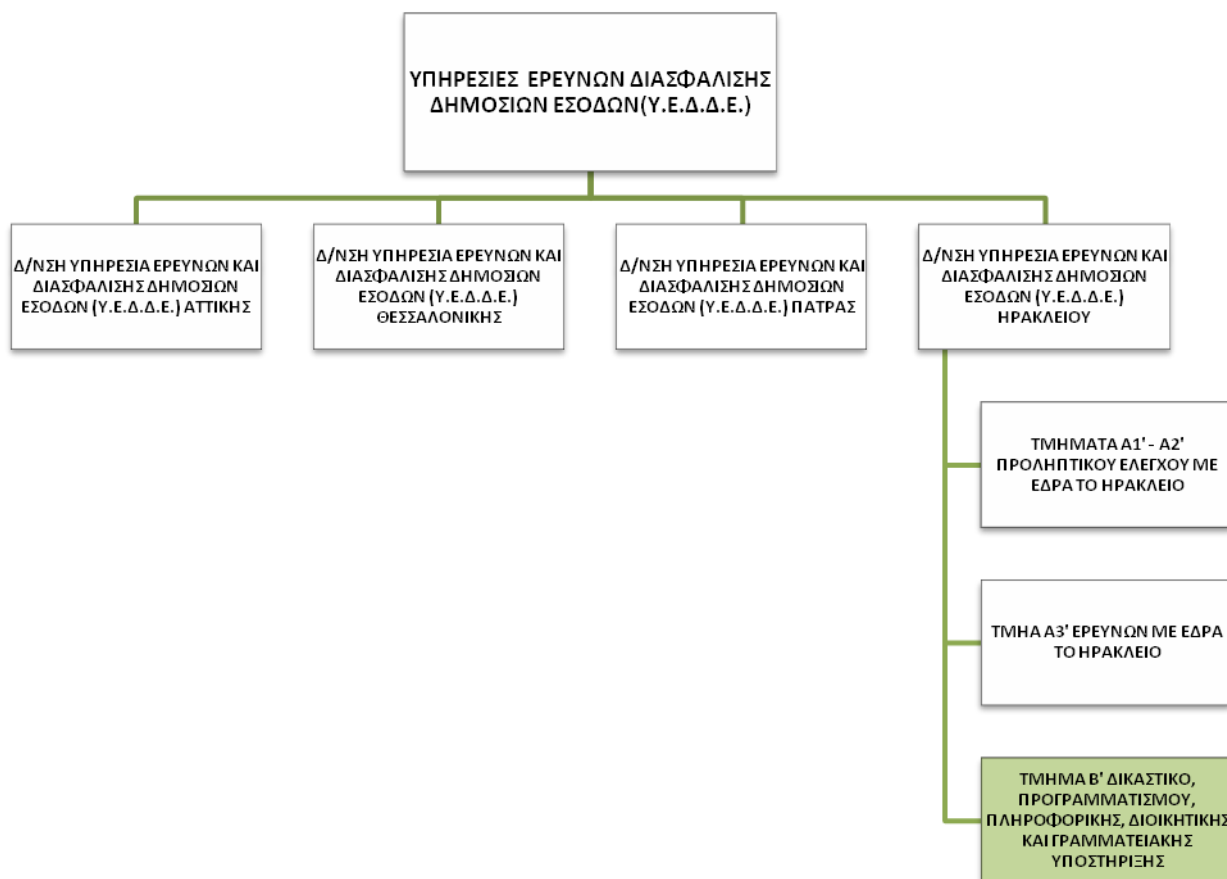 ΥΠΗΡΕΣΙΕΣ ΕΡΕΥΝΩΝ ΔΙΑΣΦΑΛΙΣΗΣ
ΔΗΜΟΣΙΩΝ ΕΣΟΔΩΝ(Υ.Ε.Δ.Δ.Ε.)
Δ/ΝΣΗ ΥΠΗΡΕΣΙΑ ΕΡΕΥΝΩΝ ΚΑΙ
ΔΙΑΣΦΑΛΙΣΗΣ ΔΗΜΟΣΙΩΝ
ΕΣΟΔΩΝ (Υ.Ε.Δ.Δ.Ε.) ΑΤΤΙΚΗΣ
Δ/ΝΣΗ ΥΠΗΡΕΣΙΑ ΕΡΕΥΝΩΝ ΚΑΙ
ΔΙΑΣΦΑΛΙΣΗΣ ΔΗΜΟΣΙΩΝ
ΕΣΟΔΩΝ (Υ.Ε.Δ.Δ.Ε.)
ΘΕΣΣΑΛΟΝΙΚΗΣ
Δ/ΝΣΗ ΥΠΗΡΕΣΙΑ ΕΡΕΥΝΩΝ ΚΑΙ
ΔΙΑΣΦΑΛΙΣΗΣ ΔΗΜΟΣΙΩΝ
ΕΣΟΔΩΝ (Υ.Ε.Δ.Δ.Ε.) ΠΑΤΡΑΣ
Δ/ΝΣΗ ΥΠΗΡΕΣΙΑ ΕΡΕΥΝΩΝ ΚΑΙ
ΔΙΑΣΦΑΛΙΣΗΣ ΔΗΜΟΣΙΩΝ
ΕΣΟΔΩΝ (Υ.Ε.Δ.Δ.Ε.)
ΗΡΑΚΛΕΙΟΥ
ΤΜΗΜΑΤΑ Α1' - Α2'
ΠΡΟΛΗΠΤΙΚΟΥ ΕΛΕΓΧΟΥ ΜΕ
ΕΔΡΑ ΤΟ ΗΡΑΚΛΕΙΟ
ΤΜΗΑ Α3' ΕΡΕΥΝΩΝ ΜΕ ΕΔΡΑ
ΤΟ ΗΡΑΚΛΕΙΟ
ΤΜΗΜΑ Β' ΔΙΚΑΣΤΙΚΟ,
ΠΡΟΓΡΑΜΜΑΤΙΣΜΟΥ,
ΠΛΗΡΟΦΟΡΙΚΗΣ, ΔΙΟΙΚΗΤΙΚΗΣ
ΚΑΙ ΓΡΑΜΜΑΤΕΙΑΚΗΣ
ΥΠΟΣΤΗΡΙΞΗΣ